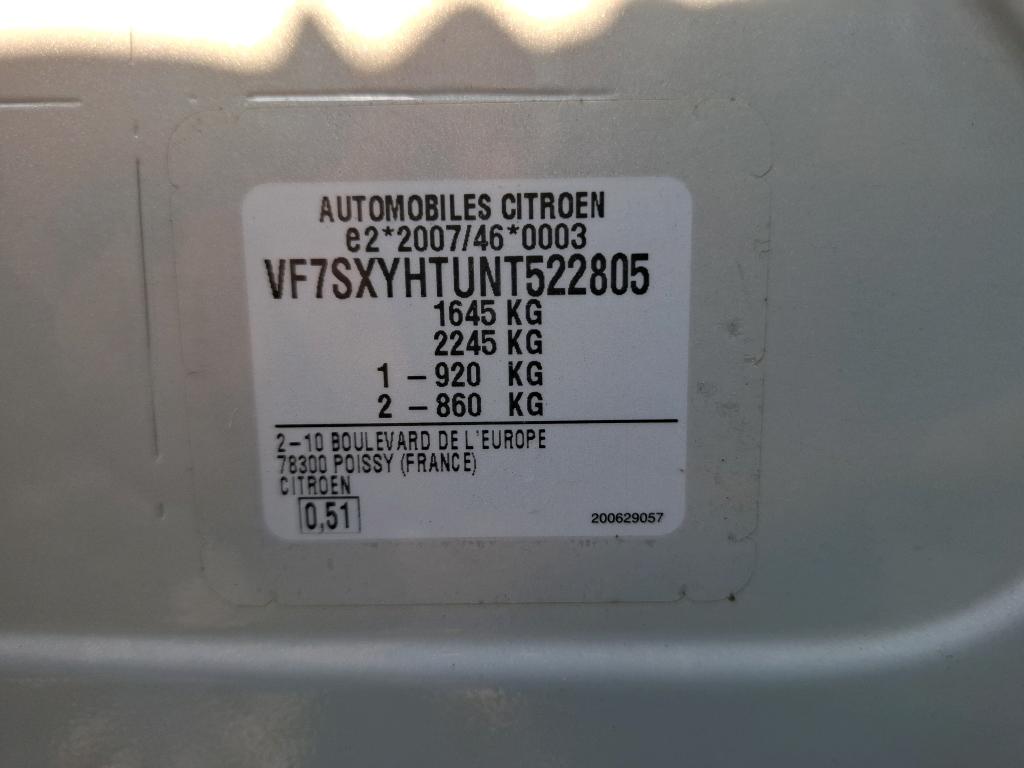 AUTOMOBILES CITROEN
e2*2007/46*0003
VF7SXYHTUNT522805
1645 KG
2245 KG
1 - 920 KG
2 - 860 KG
2-10 BOULEVARD DE L'EUROPE
78300 POISSY (FRANCE)
CITROEN
0,51
200629057